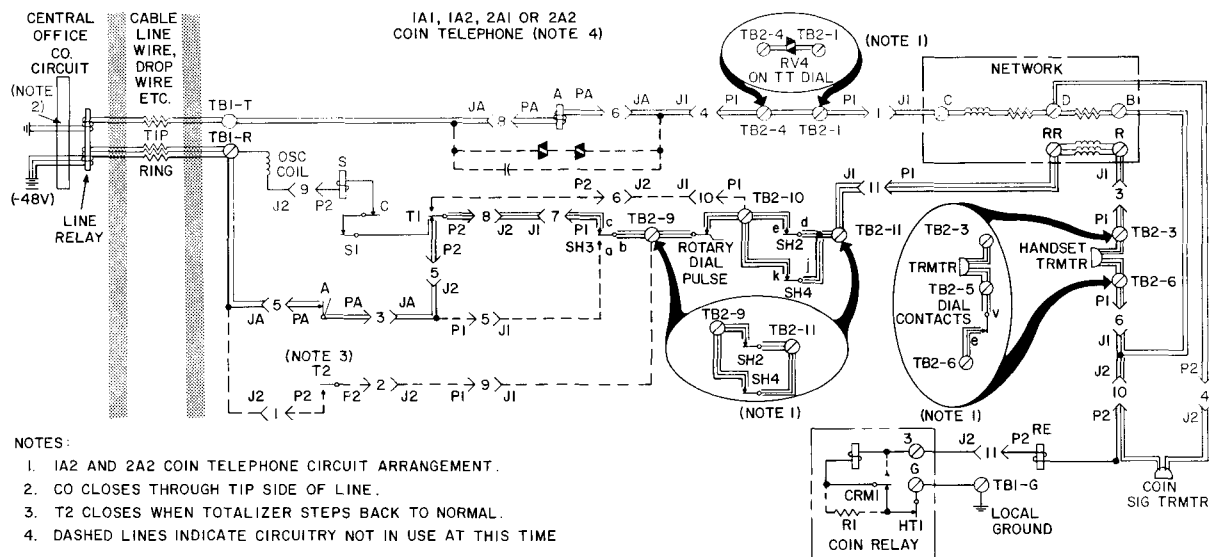 CENTRAL
OFFICE
CO.
CIRCUIT
(NOTE
2)
(-48V)
LINE
RELAY
CABLE
LINE
WIRE,
DROP
WIRE
ETC.
TIP
RING
TB1-T
TB1-R
1A1, 1A2, 2A1 OR 2A2
COIN TELEPHONE (NOTE 4)
JA 8 PA A PA 6 JA J1 4 P1 TB2-4 TB2-1 P1 1 J1
TB2-4 TB2-1
RV4
ON TT DIAL
(NOTE 1)
NETWORK
C D B
RR R
OSC
COIL
J2 9 P2 S C
S1
T1
P2 8 J2 J1 7 P1
P2 6 J2 J1 10 P1
SH3 c a b
TB2-9
ROTARY
DIAL
PULSE
TB2-10
e SH2 d
k j SH4
TB2-11
J1 11 P1
P2 5 J2
JA 5 PA A PA 3 JA
P1 5 J1
(NOTE 3)
T2
J2 1 P2
P2 2 J2 P1 9 J1
TB2-9 TB2-11
SH2
SH4
(NOTE 1)
TB2-3
TRMTR
TB2-5
DIAL
CONTACTS
v
e
TB2-6
(NOTE 1)
J1
3
P1
TB2-3
HANDSET
TRMTR
TB2-6
P1
6
J1
J2
10
P2
P2
4
J2
COIN
SIG TRMTR
3 J2 11 P2 RE
G TB1-G
CRM1
R1 HT1
LOCAL
GROUND
COIN RELAY
NOTES:
1. 1A2 AND 2A2 COIN TELEPHONE CIRCUIT ARRANGEMENT.
2. CO CLOSES THROUGH TIP SIDE OF LINE.
3. T2 CLOSES WHEN TOTALIZER STEPS BACK TO NORMAL.
4. DASHED LINES INDICATE CIRCUITRY NOT IN USE AT THIS TIME